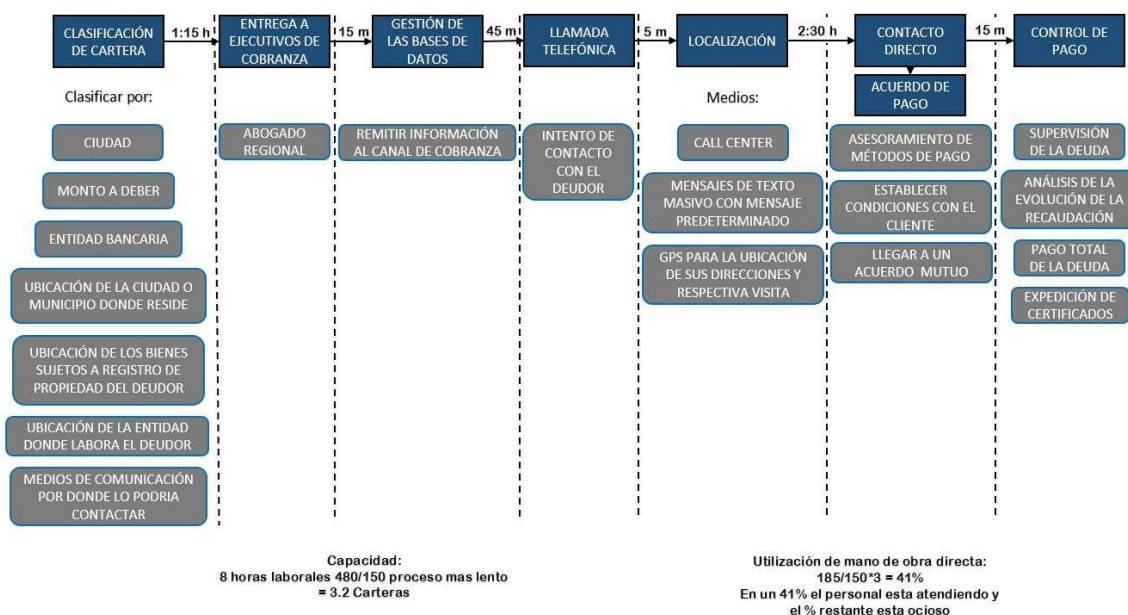 CLASIFICACIÓN
DE CARTERA
1:15 h
ENTREGA A
EJECUTIVOS DE
COBRANZA
15 m
GESTIÓN DE
LAS BASES DE
DATOS
45 m
LLAMADA
TELEFÓNICA
5 m
LOCALIZACIÓN
2:30 h
CONTACTO
DIRECTO
15 m
CONTROL DE
PAGO
ACUERDO DE
PAGO
Clasificar por:
CIUDAD
MONTO A DEBER
ENTIDAD BANCARIA
UBICACIÓN DE LA CIUDAD O
MUNICIPIO DONDE RESIDE
UBICACIÓN DE LOS BIENES
SUJETOS A REGISTRO DE
PROPIEDAD DEL DEUDOR
UBICACIÓN DE LA ENTIDAD
DONDE LABORA EL DEUDOR
MEDIOS DE COMUNICACIÓN
POR DONDE LO PODRIA
CONTACTAR
ABOGADO
REGIONAL
REMITIR INFORMACIÓN
AL CANAL DE COBRANZA
INTENTO DE
CONTACTO
CON EL
DEUDOR
Medios:
CALL CENTER
MENSAJES DE TEXTO
MASIVO CON MENSAJE
PREDETERMINADO
GPS PARA LA UBICACIÓN
DE SUS DIRECCIONES Y
RESPECTIVA VISITA
ASESORAMIENTO DE
MÉTODOS DE PAGO
ESTABLECER
CONDICIONES CON EL
CLIENTE
LLEGAR A UN
ACUERDO MUTUO
SUPERVISIÓN
DE LA DEUDA
ANÁLISIS DE LA
EVOLUCIÓN DE LA
RECAUDACIÓN
PAGO TOTAL
DE LA DEUDA
EXPEDICIÓN DE
CERTIFICADOS
Capacidad:
8 horas laborales 480/150 proceso mas lento
= 3.2 Carteras
Utilización de mano de obra directa:
185/150*3 = 41%
En un 41% el personal esta atendiendo y
el % restante esta ocioso